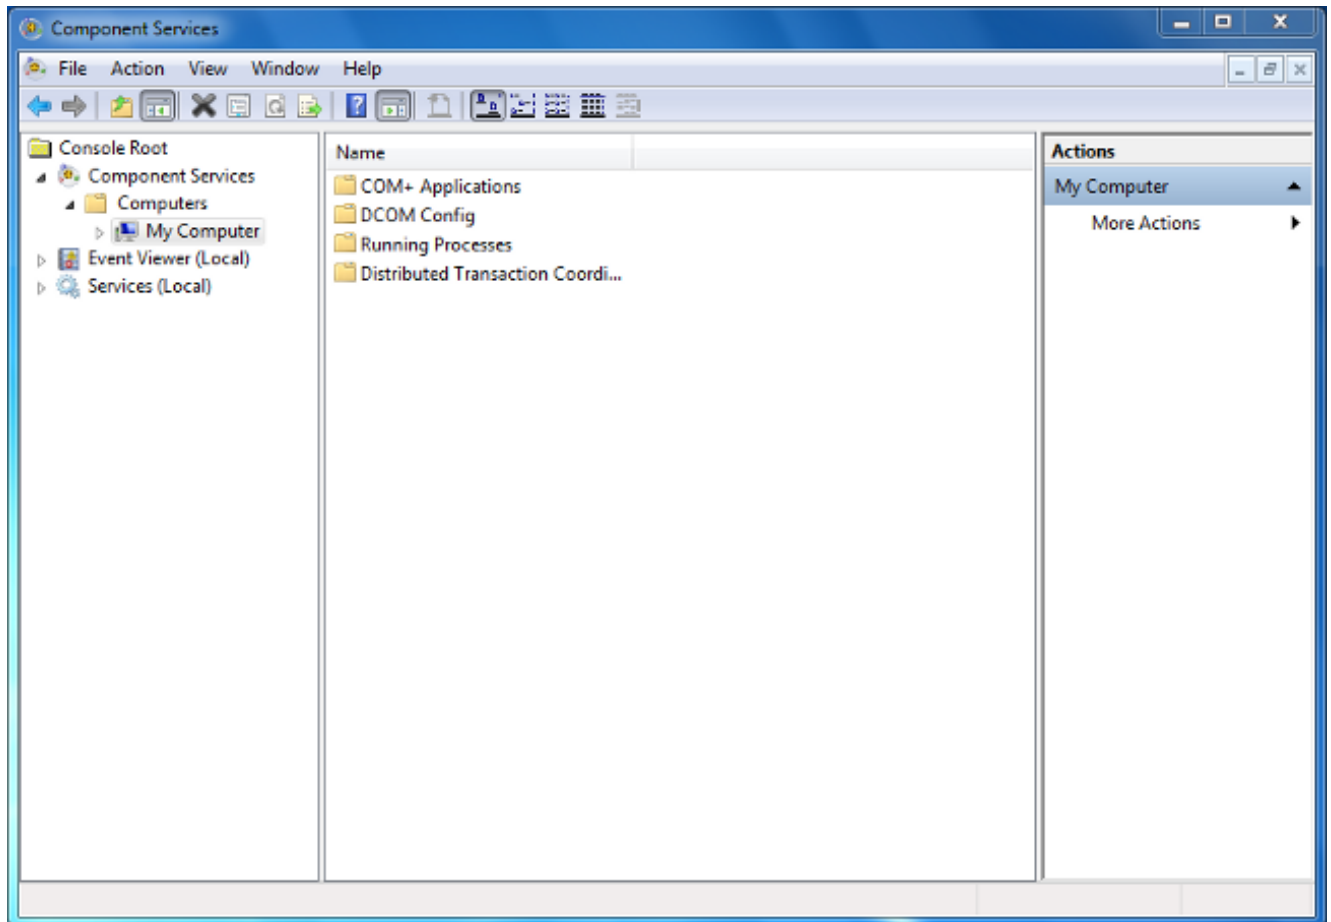 Component Services
File Action View Window Help
Console Root
Component Services
Computers
My Computer
Event Viewer (Local)
Services (Local)
Name
COM+ Applications
DCOM Config
Running Processes
Distributed Transaction Coordi...
Actions
My Computer
More Actions